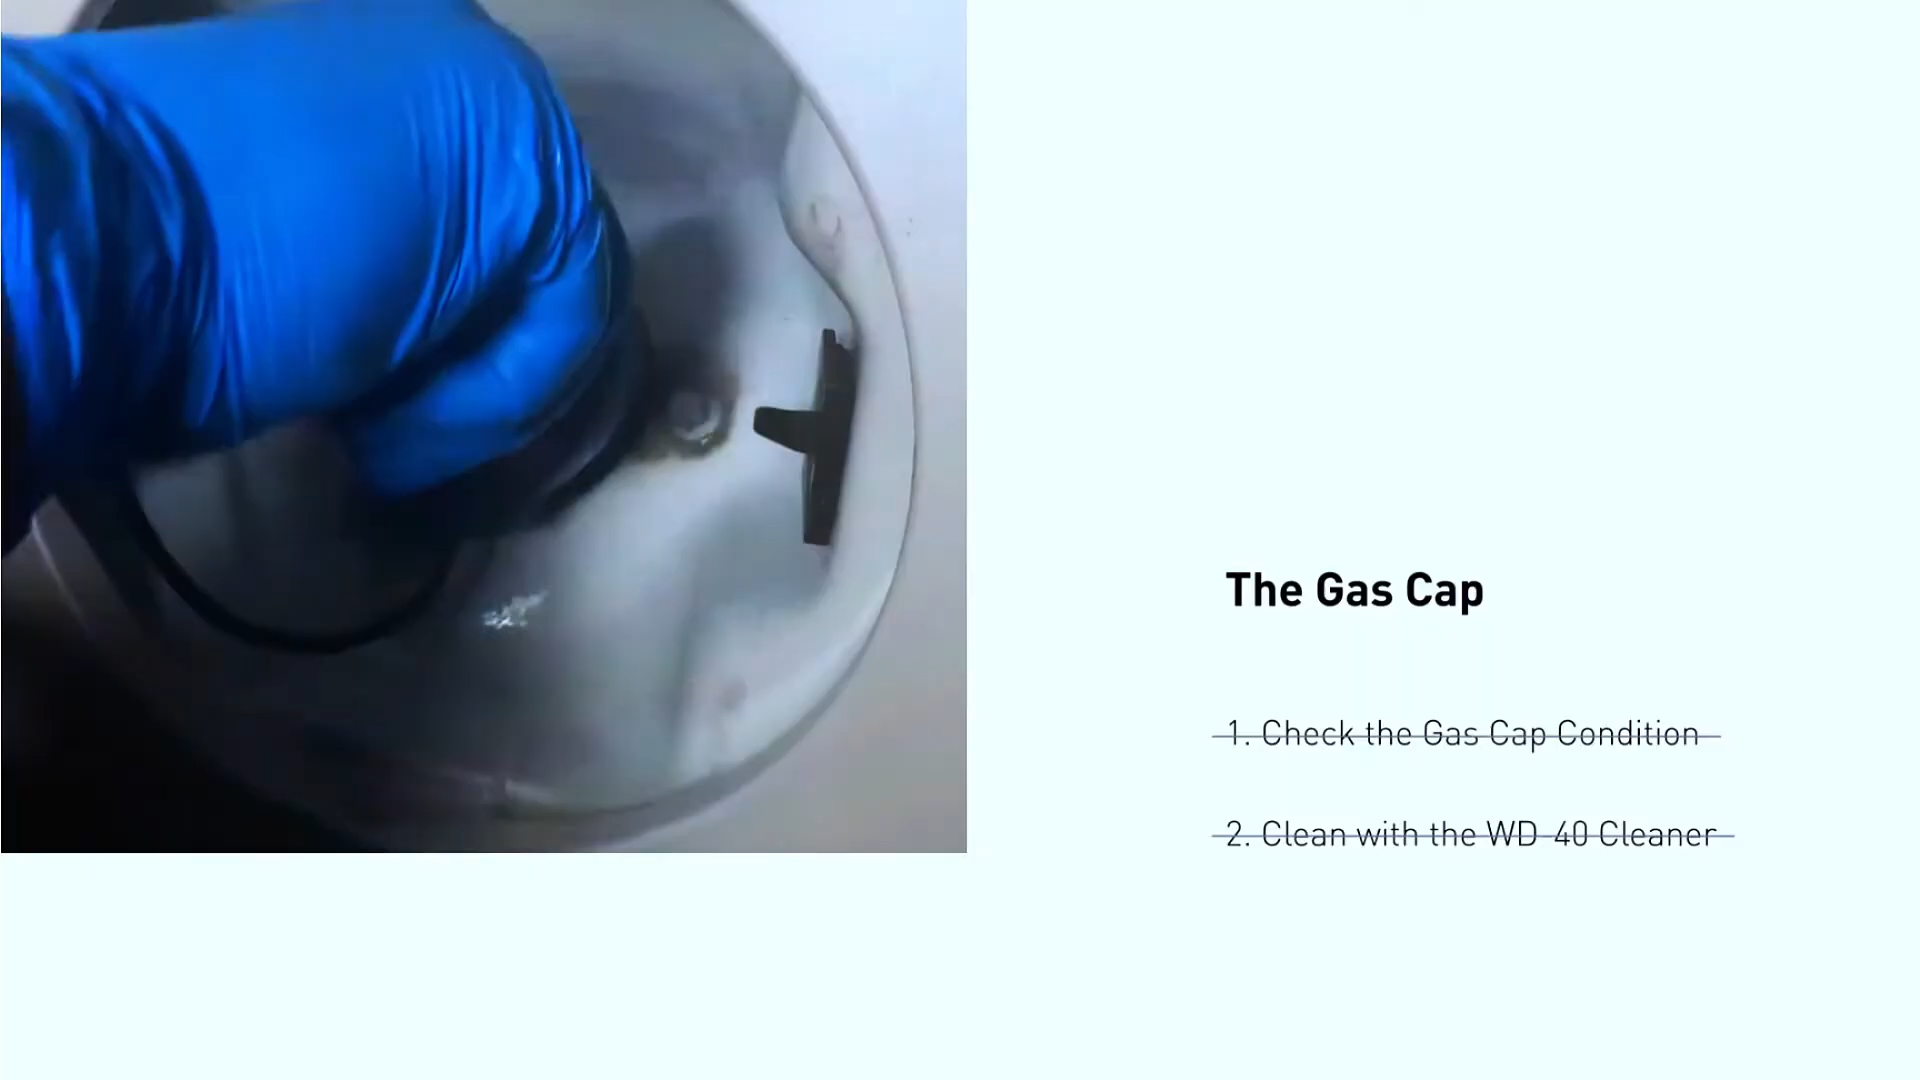 The Gas Cap
1. Check the Gas Cap Condition
2. Clean with the WD-40 Cleaner